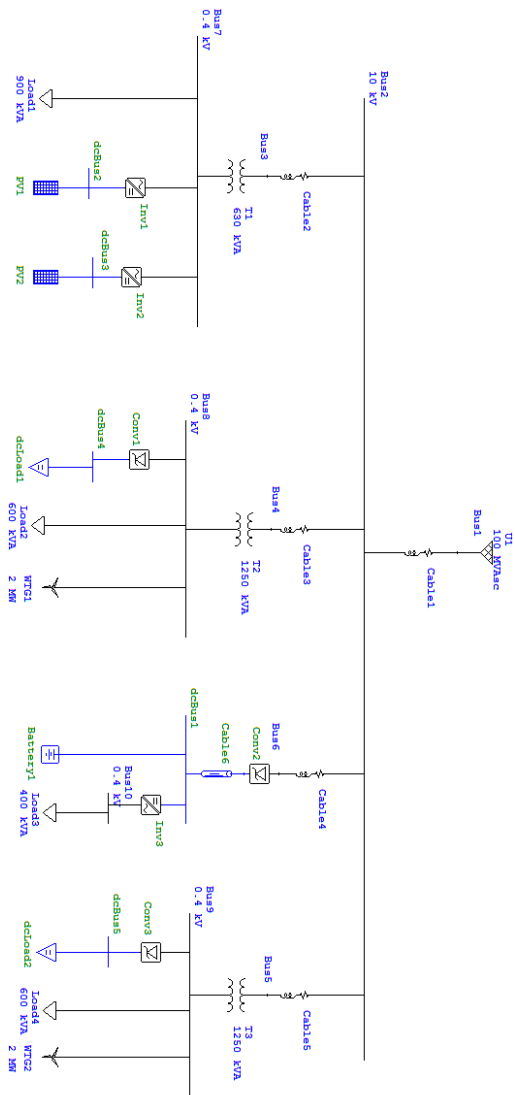 U1
100 MVAsc
Bus1
Cable1
Bus2
10 kV
Cable2
Bus3
T1
630 kVA
Bus7
0.4 kV
Load1
900 kVA
dcBus2
Inv1
PV1
dcBus3
Inv2
PV2
Cable3
Bus4
T2
1250 kVA
Bus8
0.4 kV
Conv1
dcBus4
dcLoad1
Load2
600 kVA
WTG1
2 MW
Cable4
Bus6
Conv2
Cable6
dcBus1
Battery1
Inv3
Bus10
0.4 kV
Load3
400 kVA
Cable5
Bus5
T3
1250 kVA
Bus9
0.4 kV
Conv3
dcBus5
dcLoad2
Load4
600 kVA
WTG2
2 MW